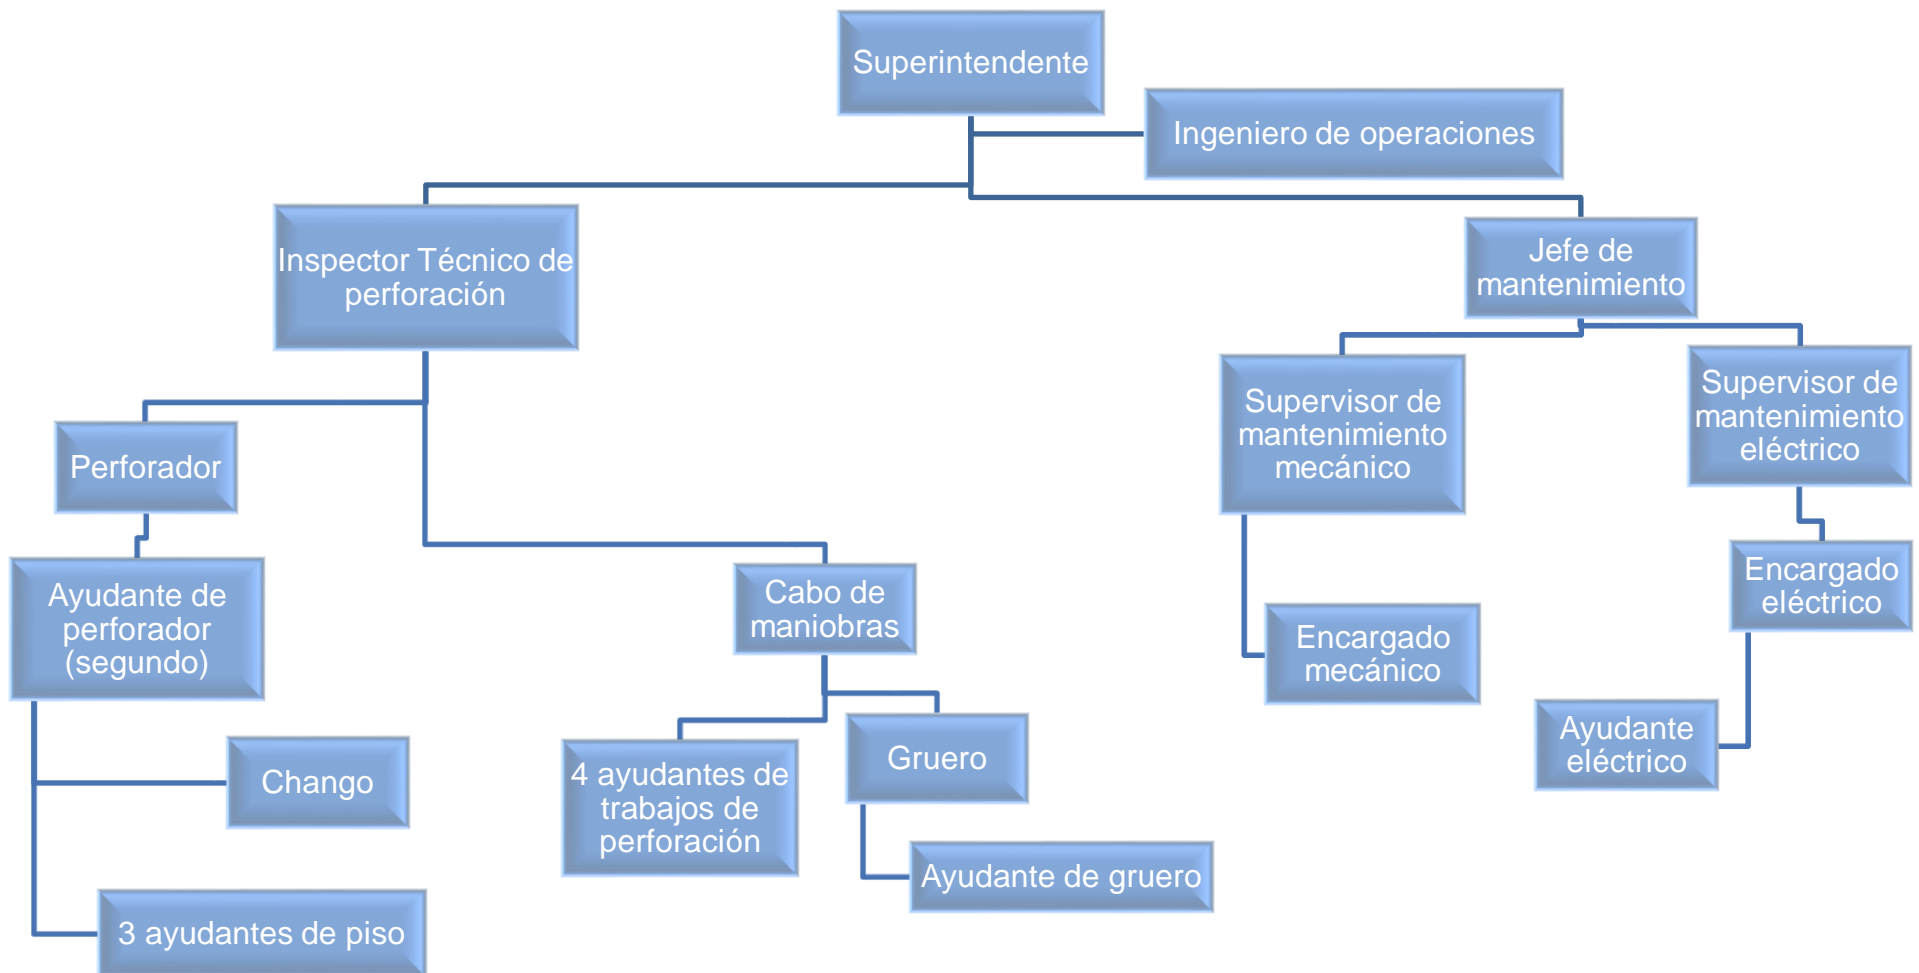 Superintendente
Ingeniero de operaciones
Inspector Técnico de
perforación
Jefe de
mantenimiento
Supervisor de
mantenimiento
mecánico
Supervisor de
mantenimiento
eléctrico
Perforador
Ayudante de
perforador
(segundo)
Cabo de
maniobras
Encargado
mecánico
Encargado
eléctrico
Chango
4 ayudantes de
trabajos de
perforación
Gruero
Ayudante
eléctrico
Ayudante de gruero
3 ayudantes de piso